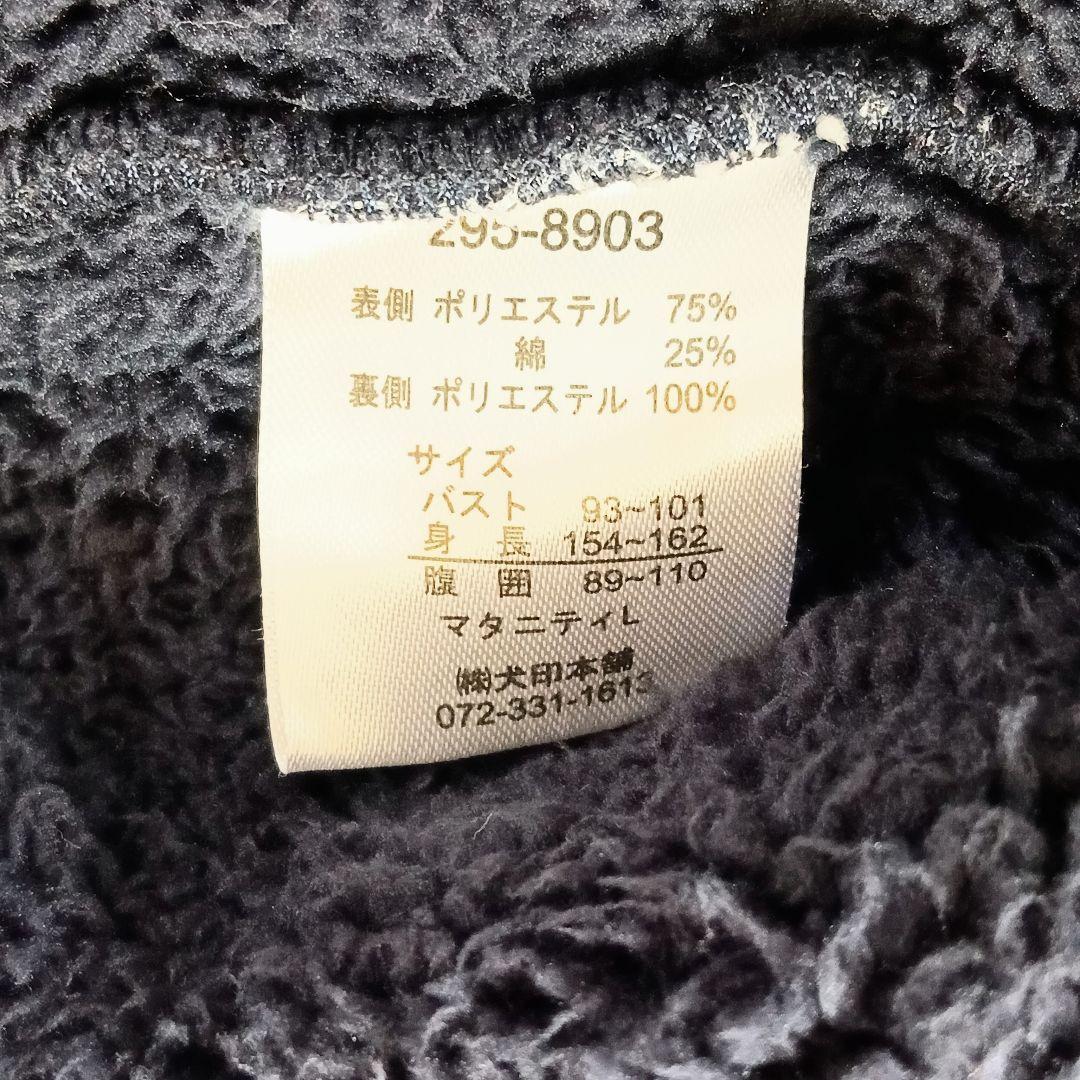 295-8903
表側 ポリエステル 75%
綿 25%
裏側 ポリエステル 100%
サイズ
バスト 93~101
身 長 154~162
腹 囲 89~110
マタニティL
㈱犬印本舗
072-331-1613